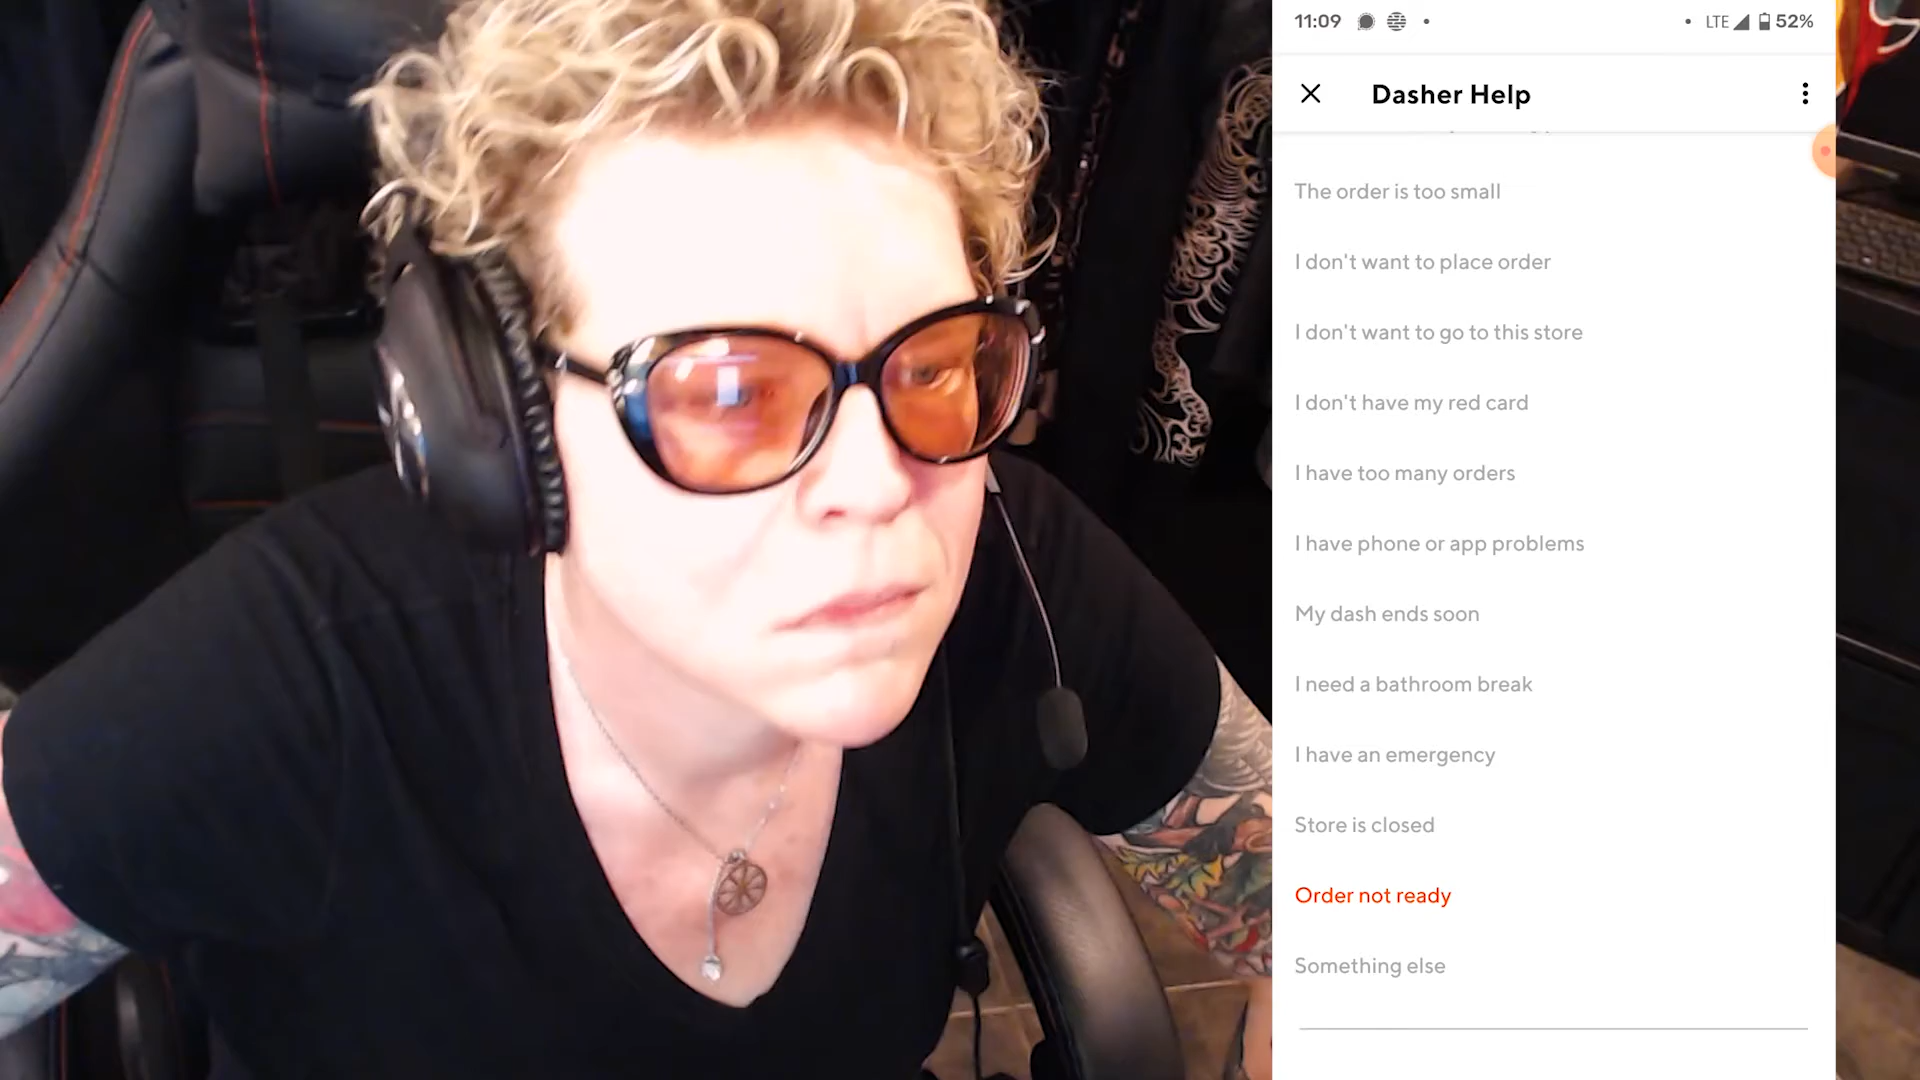 11:09
LTE 52%
Dasher Help
The order is too small
I don't want to place order
I don't want to go to this store
I don't have my red card
I have too many orders
I have phone or app problems
My dash ends soon
I need a bathroom break
I have an emergency
Store is closed
Order not ready
Something else